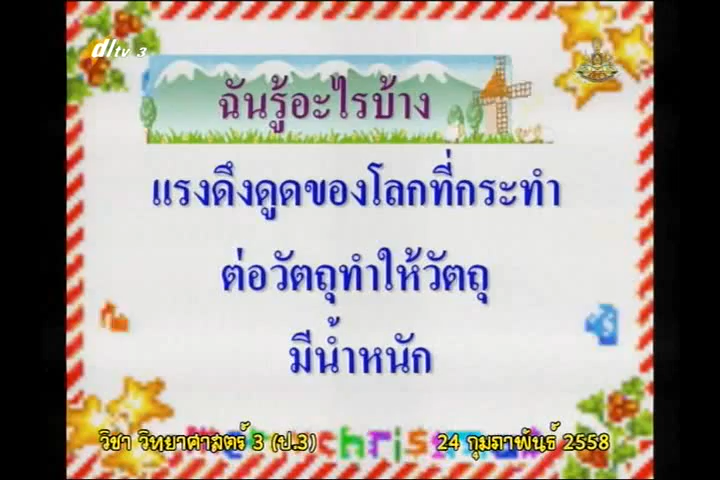 dltv 3
ฉันรู้อะไรบ้าง
แรงดึงดูดของโลกที่กระทำ
ต่อวัตถุทำให้วัตถุ
มีน้ำหนัก
วิชา วิทยาศาสตร์ 3 (ป.3)
24 กุมภาพันธ์ 2558